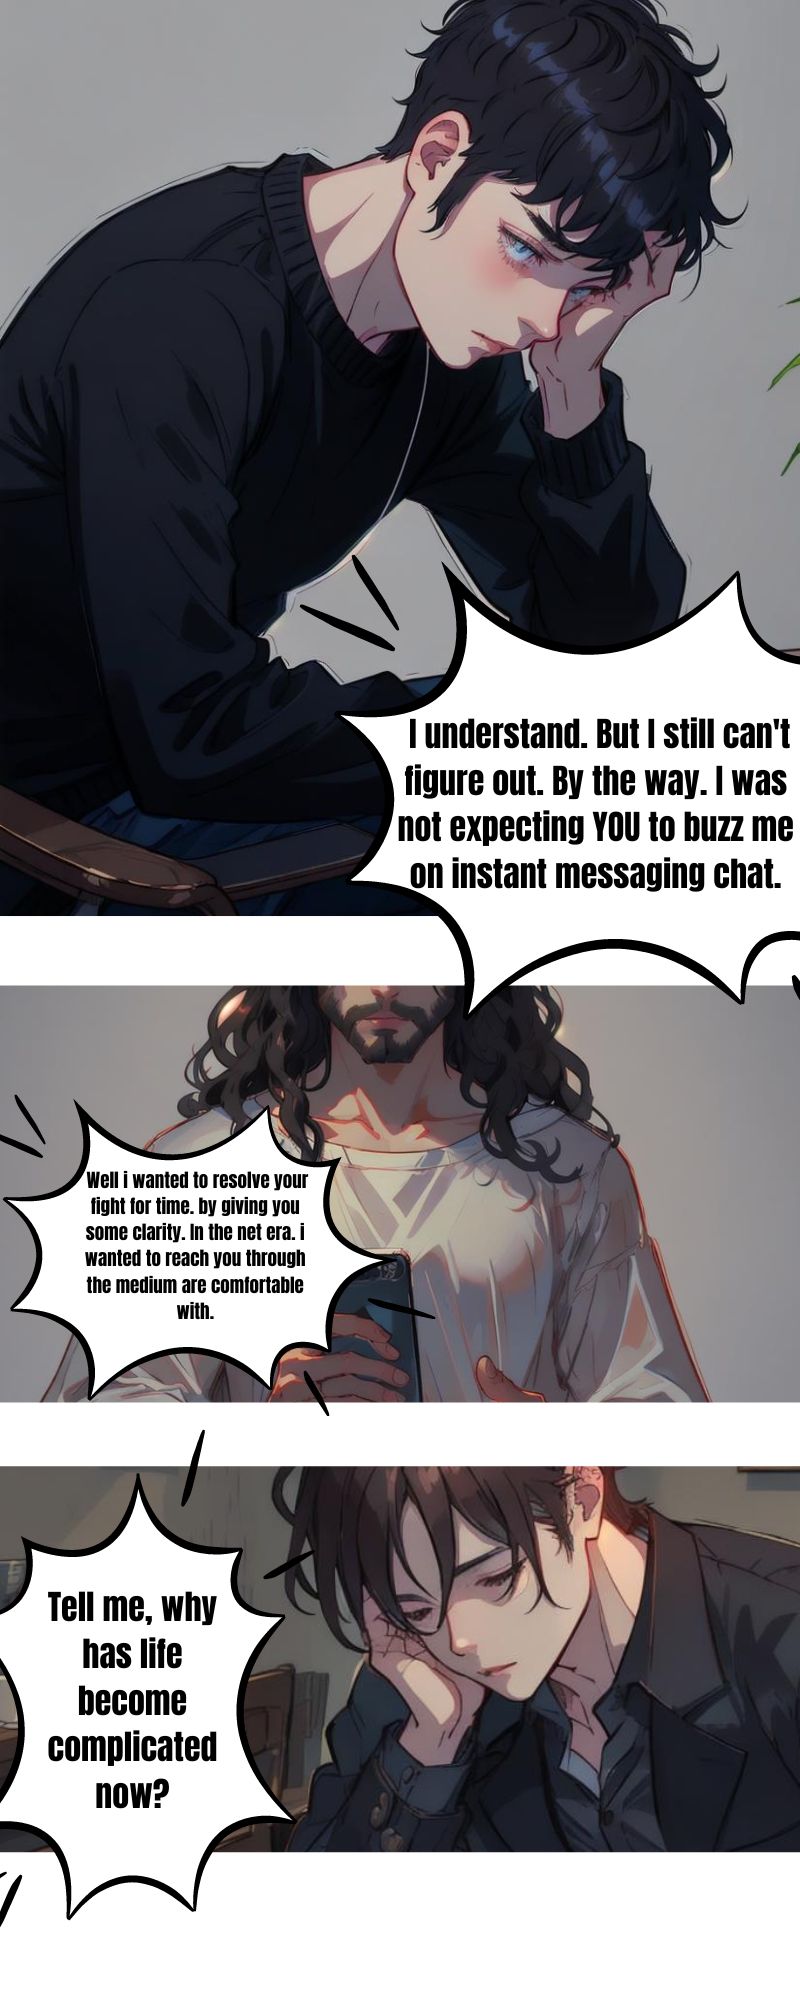 I understand. But I still can't
figure out. By the way. I was
not expecting YOU to buzz me
on instant messaging chat.
Well i wanted to resolve your
fight for time. by giving you
some clarity. In the net era. i
wanted to reach you through
the medium are comfortable
with.
Tell me, why
has life
become
complicated
now?